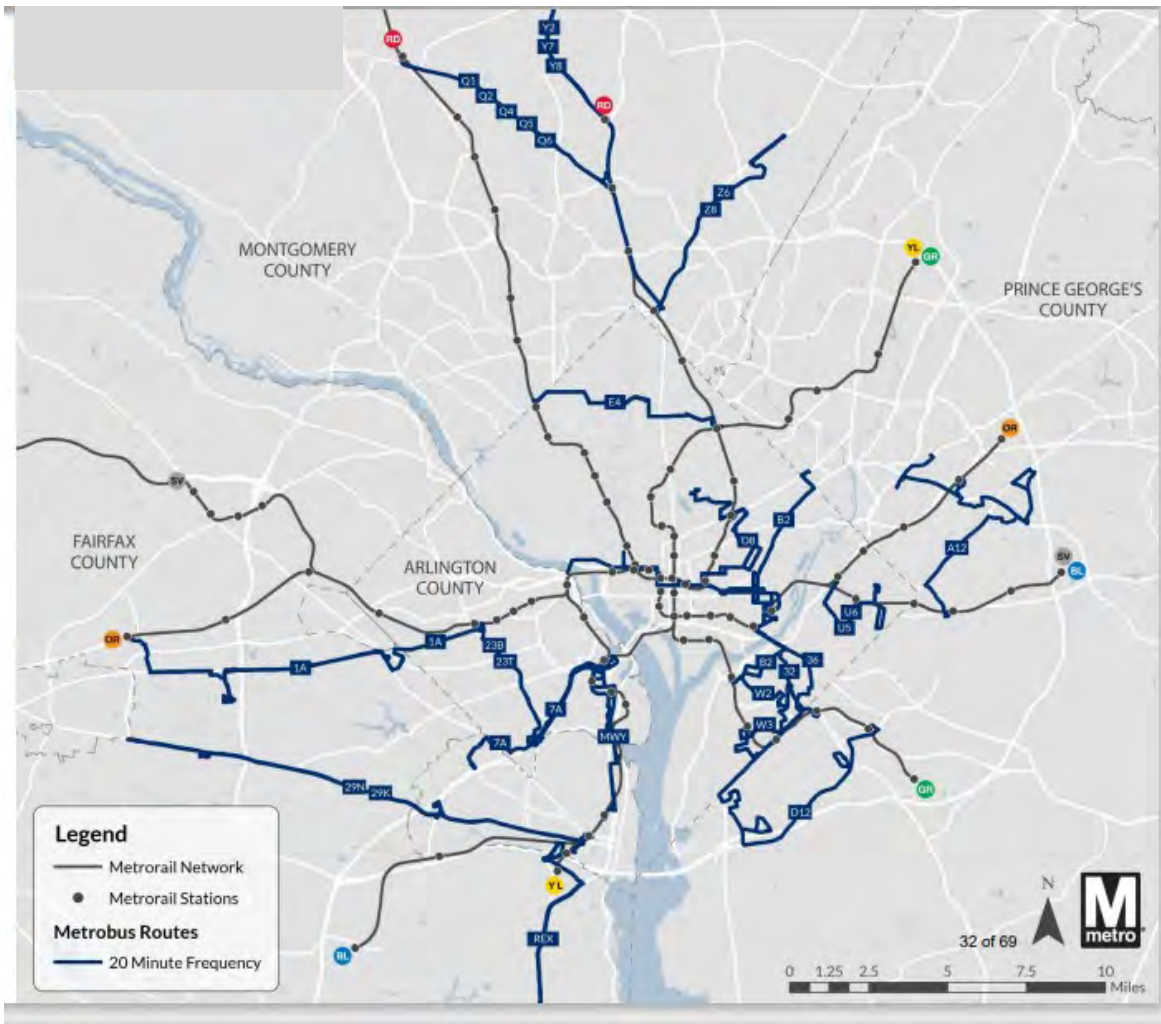 RD
Y2
Y7
Y8
RD
Q1
Q2
Q4
Q5
Q6
Z6
Z8
MONTGOMERY
COUNTY
YL
GR
PRINCE GEORGE'S
COUNTY
E4
OR
SV
B2
D8
A12
FAIRFAX
COUNTY
ARLINGTON
COUNTY
SV
BL
U6
U5
OR
1A
1A
23B
23T
B2
32
36
W2
7A
W3
7A
MWY
29N
29K
GR
D12
Legend
Metrorail Network
Metrorail Stations
Metrobus Routes
20 Minute Frequency
YL
REX
BL
N
32 of 69
M
metro
0 1.25 2.5 5 7.5 10
Miles